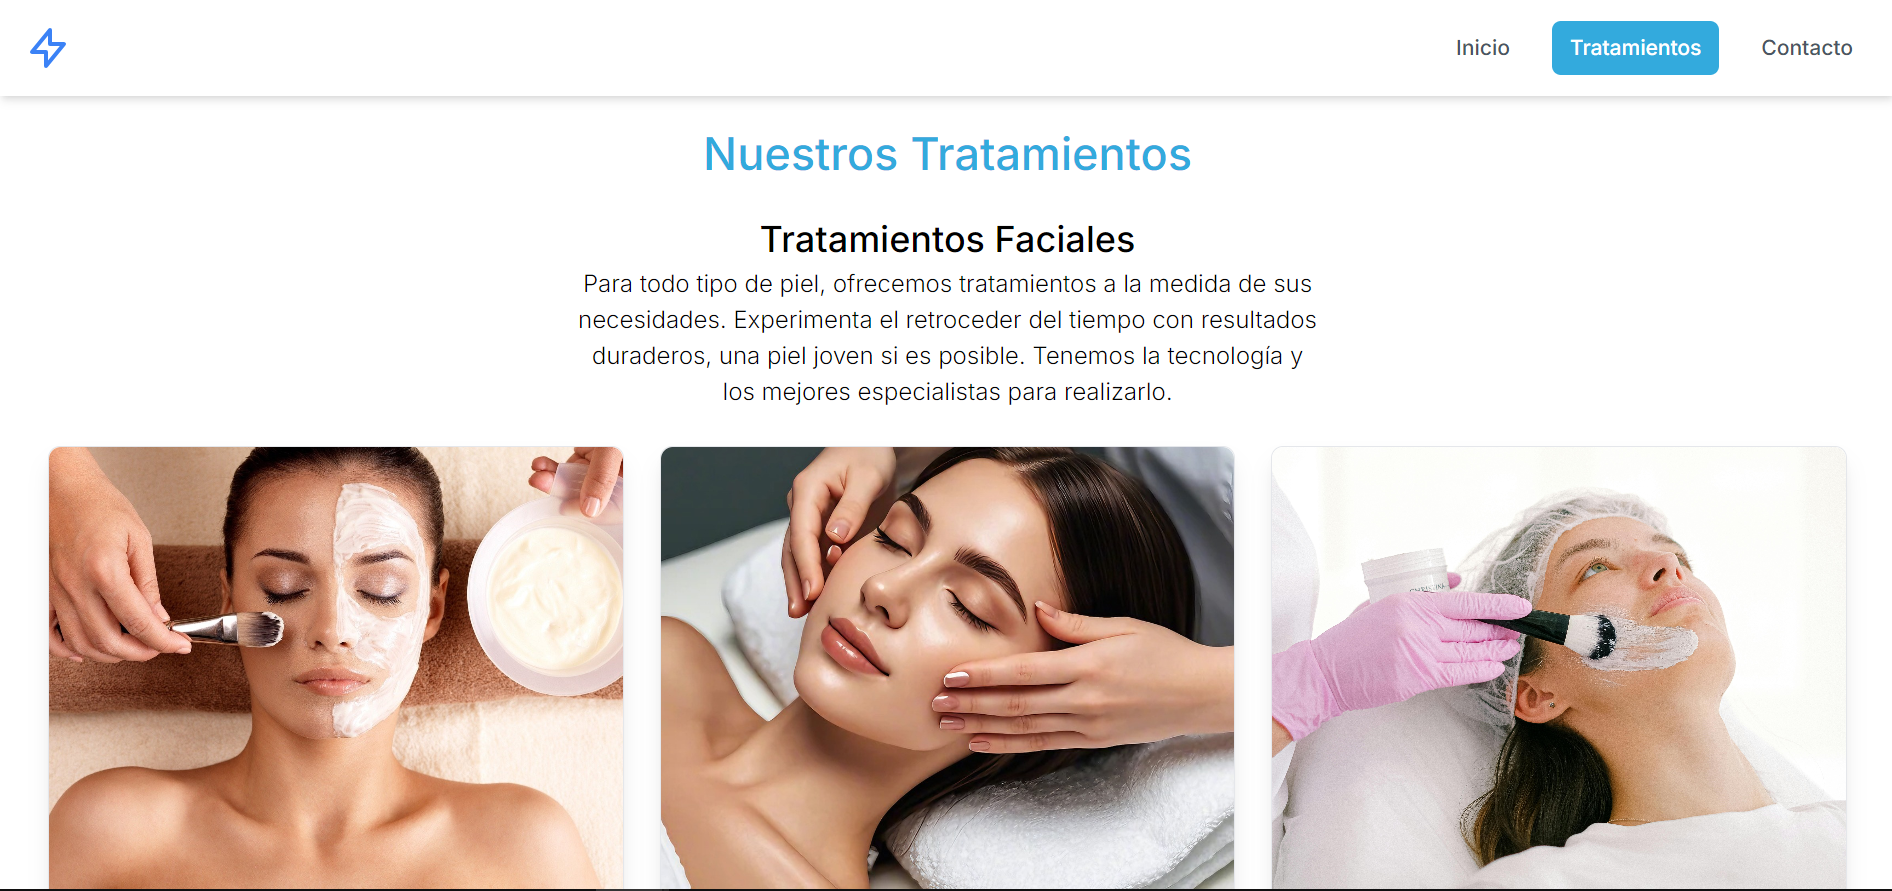 Inicio
Tratamientos
Contacto
Nuestros Tratamientos
Tratamientos Faciales
Para todo tipo de piel, ofrecemos tratamientos a la medida de sus
necesidades. Experimenta el retroceder del tiempo con resultados
duraderos, una piel joven si es posible. Tenemos la tecnología y
los mejores especialistas para realizarlo.